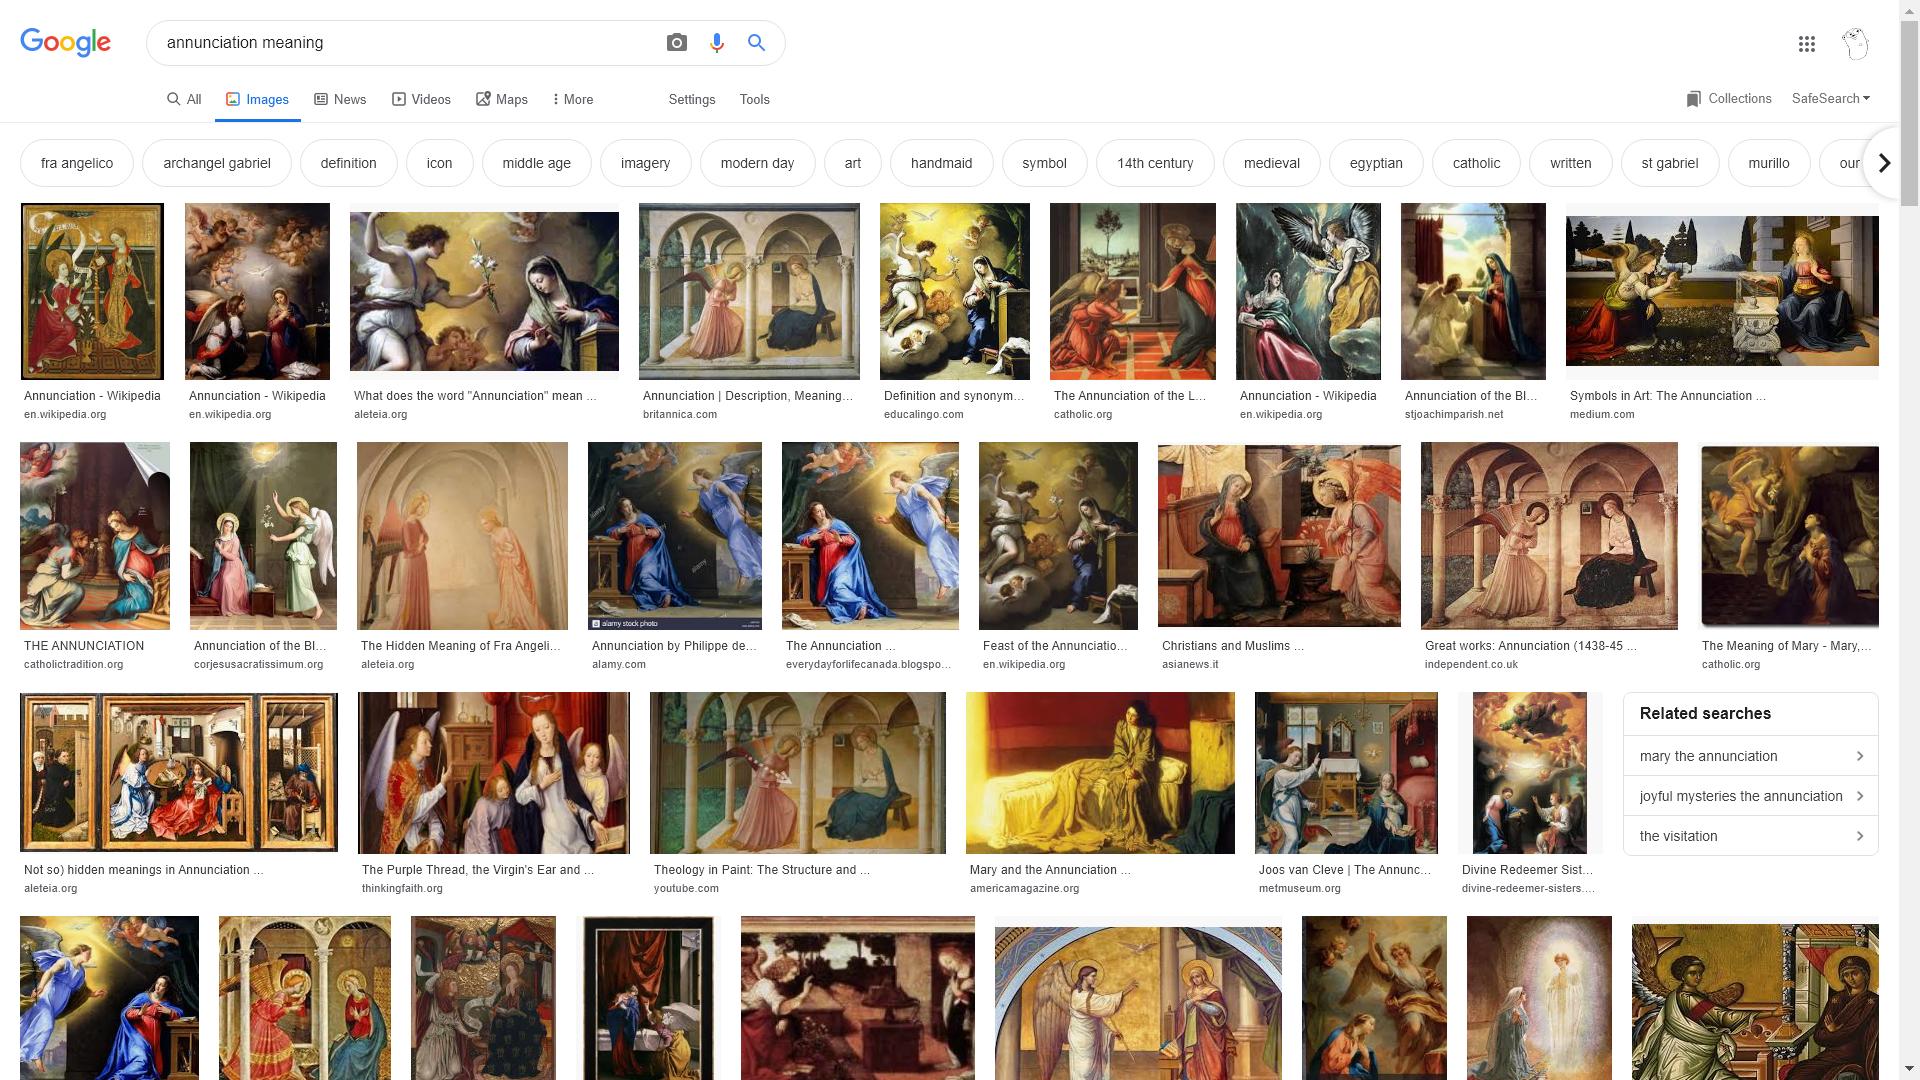 Google
annunciation meaning
All
Images
News
Videos
Maps
More
Settings
Tools
Collections
SafeSearch
fra angelico
archangel gabriel
definition
icon
middle age
imagery
modern day
art
handmaid
symbol
14th century
medieval
egyptian
catholic
written
st gabriel
murillo
our
Annunciation - Wikipedia
en.wikipedia.org
Annunciation - Wikipedia
en.wikipedia.org
What does the word "Annunciation" mean ...
aleteia.org
Annunciation | Description, Meaning...
britannica.com
Definition and synonym...
educalingo.com
The Annunciation of the L...
catholic.org
Annunciation - Wikipedia
en.wikipedia.org
Annunciation of the Bl...
stjoachimparish.net
Symbols in Art: The Annunciation ...
medium.com
THE ANNUNCIATION
catholictradition.org
Annunciation of the Bl...
corjesusacratissimum.org
The Hidden Meaning of Fra Angeli...
aleteia.org
alamy stock photo
Annunciation by Philippe de...
alamy.com
The Annunciation ...
everydayforlifecanada.blogspo...
Feast of the Annunciatio...
en.wikipedia.org
Christians and Muslims ...
asianews.it
Great works: Annunciation (1438-45 ...
independent.co.uk
The Meaning of Mary - Mary,...
catholic.org
Not so) hidden meanings in Annunciation ...
aleteia.org
The Purple Thread, the Virgin's Ear and ...
thinkingfaith.org
Theology in Paint: The Structure and ...
youtube.com
Mary and the Annunciation ...
americamagazine.org
Joos van Cleve | The Annunc...
metmuseum.org
Divine Redeemer Sist...
divine-redeemer-sisters....
Related searches
mary the annunciation
joyful mysteries the annunciation
the visitation